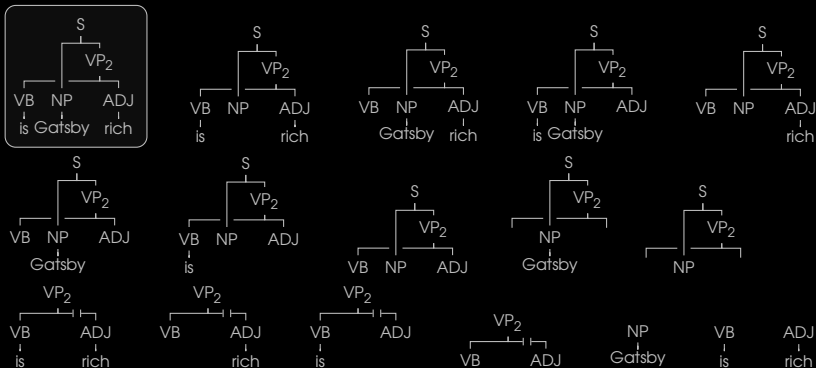 S
VP₂
VB NP ADJ
is Gatsby rich
S
VP₂
VB NP ADJ
is rich
S
VP₂
VB NP ADJ
Gatsby rich
S
VP₂
VB NP ADJ
is Gatsby
S
VP₂
VB NP ADJ
rich
S
VP₂
VB NP ADJ
Gatsby
S
VP₂
VB NP ADJ
is
S
VP₂
VB NP ADJ
S
VP₂
NP
Gatsby
S
VP₂
NP
VP₂
VB ADJ
is rich
VP₂
VB ADJ
rich
VP₂
VB ADJ
is
VP₂
VB ADJ
NP
Gatsby
VB
is
ADJ
rich